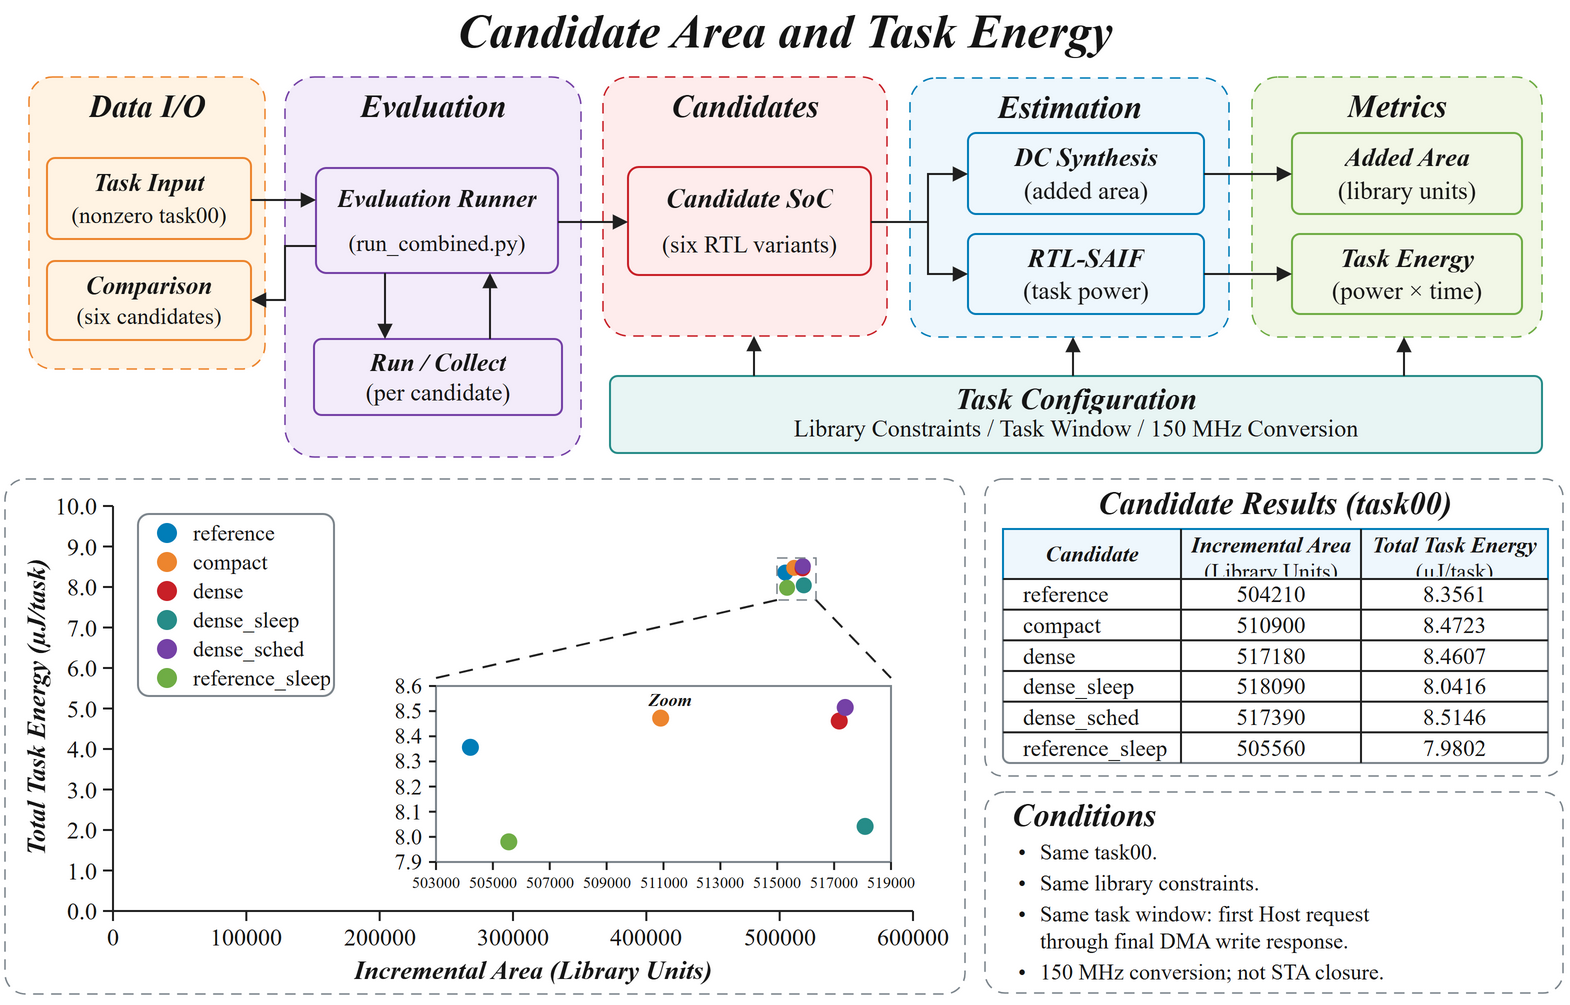 Candidate Area and Task Energy
Data I/O
Task Input
(nonzero task00)
Comparison
(six candidates)
Evaluation
Evaluation Runner
(run_combined.py)
Run / Collect
(per candidate)
Candidates
Candidate SoC
(six RTL variants)
Estimation
DC Synthesis
(added area)
RTL-SAIF
(task power)
Metrics
Added Area
(library units)
Task Energy
(power × time)
Task Configuration
Library Constraints / Task Window / 150 MHz Conversion
Total Task Energy (μJ/task)
10.0
9.0
8.0
7.0
6.0
5.0
4.0
3.0
2.0
1.0
0.0
reference
compact
dense
dense_sleep
dense_sched
reference_sleep
Zoom
8.6
8.5
8.4
8.3
8.2
8.1
8.0
7.9
503000 505000 507000 509000 511000 513000 515000 517000 519000
0 100000 200000 300000 400000 500000 600000
Incremental Area (Library Units)
Candidate Results (task00)
Candidate Incremental Area Total Task Energy
(Library Units) (μJ/task)
reference 504210 8.3561
compact 510900 8.4723
dense 517180 8.4607
dense_sleep 518090 8.0416
dense_sched 517390 8.5146
reference_sleep 505560 7.9802
Conditions
• Same task00.
• Same library constraints.
• Same task window: first Host request
through final DMA write response.
• 150 MHz conversion; not STA closure.